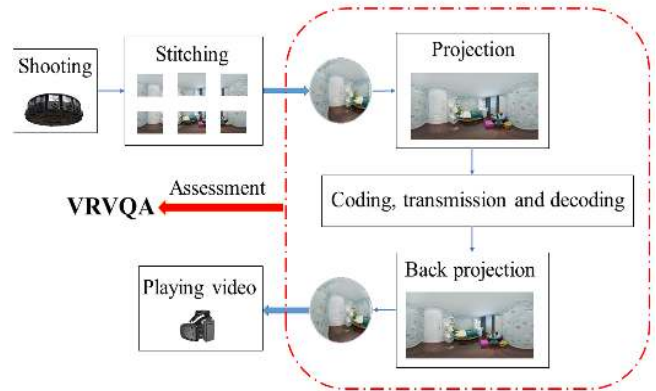 Shooting
Stitching
Projection
Assessment
VRVQA
Coding, transmission and decoding
Playing video
Back projection